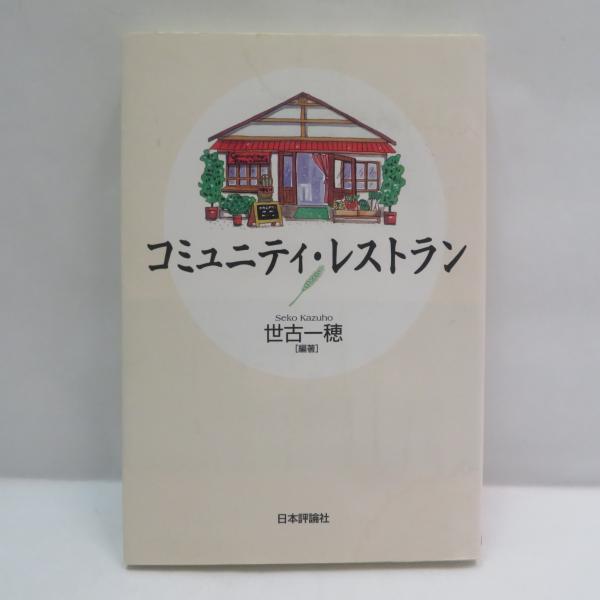 コミュニティ・レストラン
Seko Kazuho
世古一穂
[編著]
日本評論社